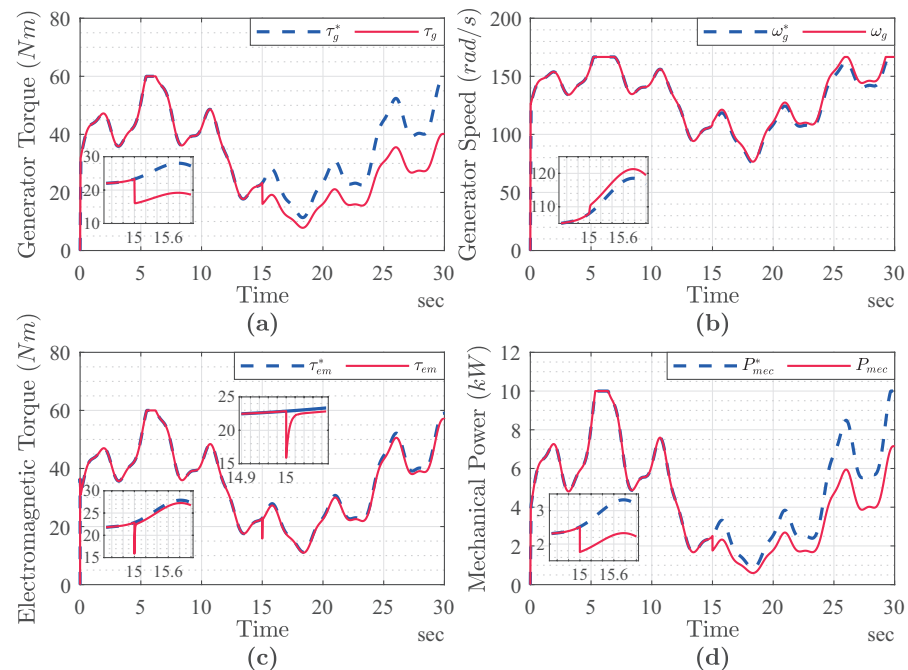 τ*g τg
Generator Torque (Nm)
80
60
40
20
0
30
20
10
15 15.6
0 5 10 15 20 25 30
Time sec
(a)
ω*g ωg
Generator Speed (rad/s)
200
150
100
50
0
120
110
15 15.6
0 5 10 15 20 25 30
Time sec
(b)
τ*em τem
Electromagnetic Torque (Nm)
80
60
40
20
0
25
20
15
14.9 15
30
25
20
15
15 15.6
0 5 10 15 20 25 30
Time sec
(c)
P*mec Pmec
Mechanical Power (kW)
12
10
8
6
4
2
0
3
2
15 15.6
0 5 10 15 20 25 30
Time sec
(d)